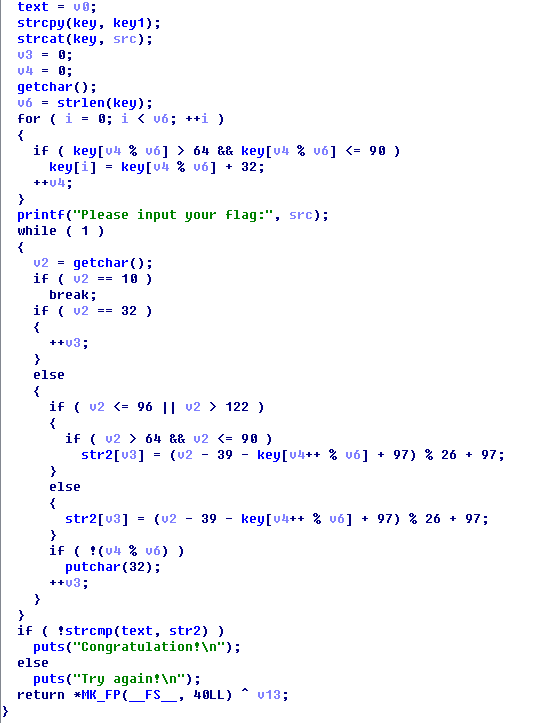 text = v0;
strcpy(key, key1);
strcat(key, src);
v3 = 0;
v4 = 0;
getchar();
v6 = strlen(key);
for ( i = 0; i < v6; ++i )
{
if ( key[v4 % v6] > 64 && key[v4 % v6] <= 90 )
key[i] = key[v4 % v6] + 32;
++v4;
}
printf("Please input your flag:", src);
while ( 1 )
{
v2 = getchar();
if ( v2 == 10 )
break;
if ( v2 == 32 )
{
++v3;
}
else
{
if ( v2 <= 96 || v2 > 122 )
{
if ( v2 > 64 && v2 <= 90 )
str2[v3] = (v2 - 39 - key[v4++ % v6] + 97) % 26 + 97;
}
else
{
str2[v3] = (v2 - 39 - key[v4++ % v6] + 97) % 26 + 97;
}
if ( !(v4 % v6) )
putchar(32);
++v3;
}
}
if ( !strcmp(text, str2) )
puts("Congratulation!\n");
else
puts("Try again!\n");
return *MK_FP(__FS__, 40LL) ^ v13;
}